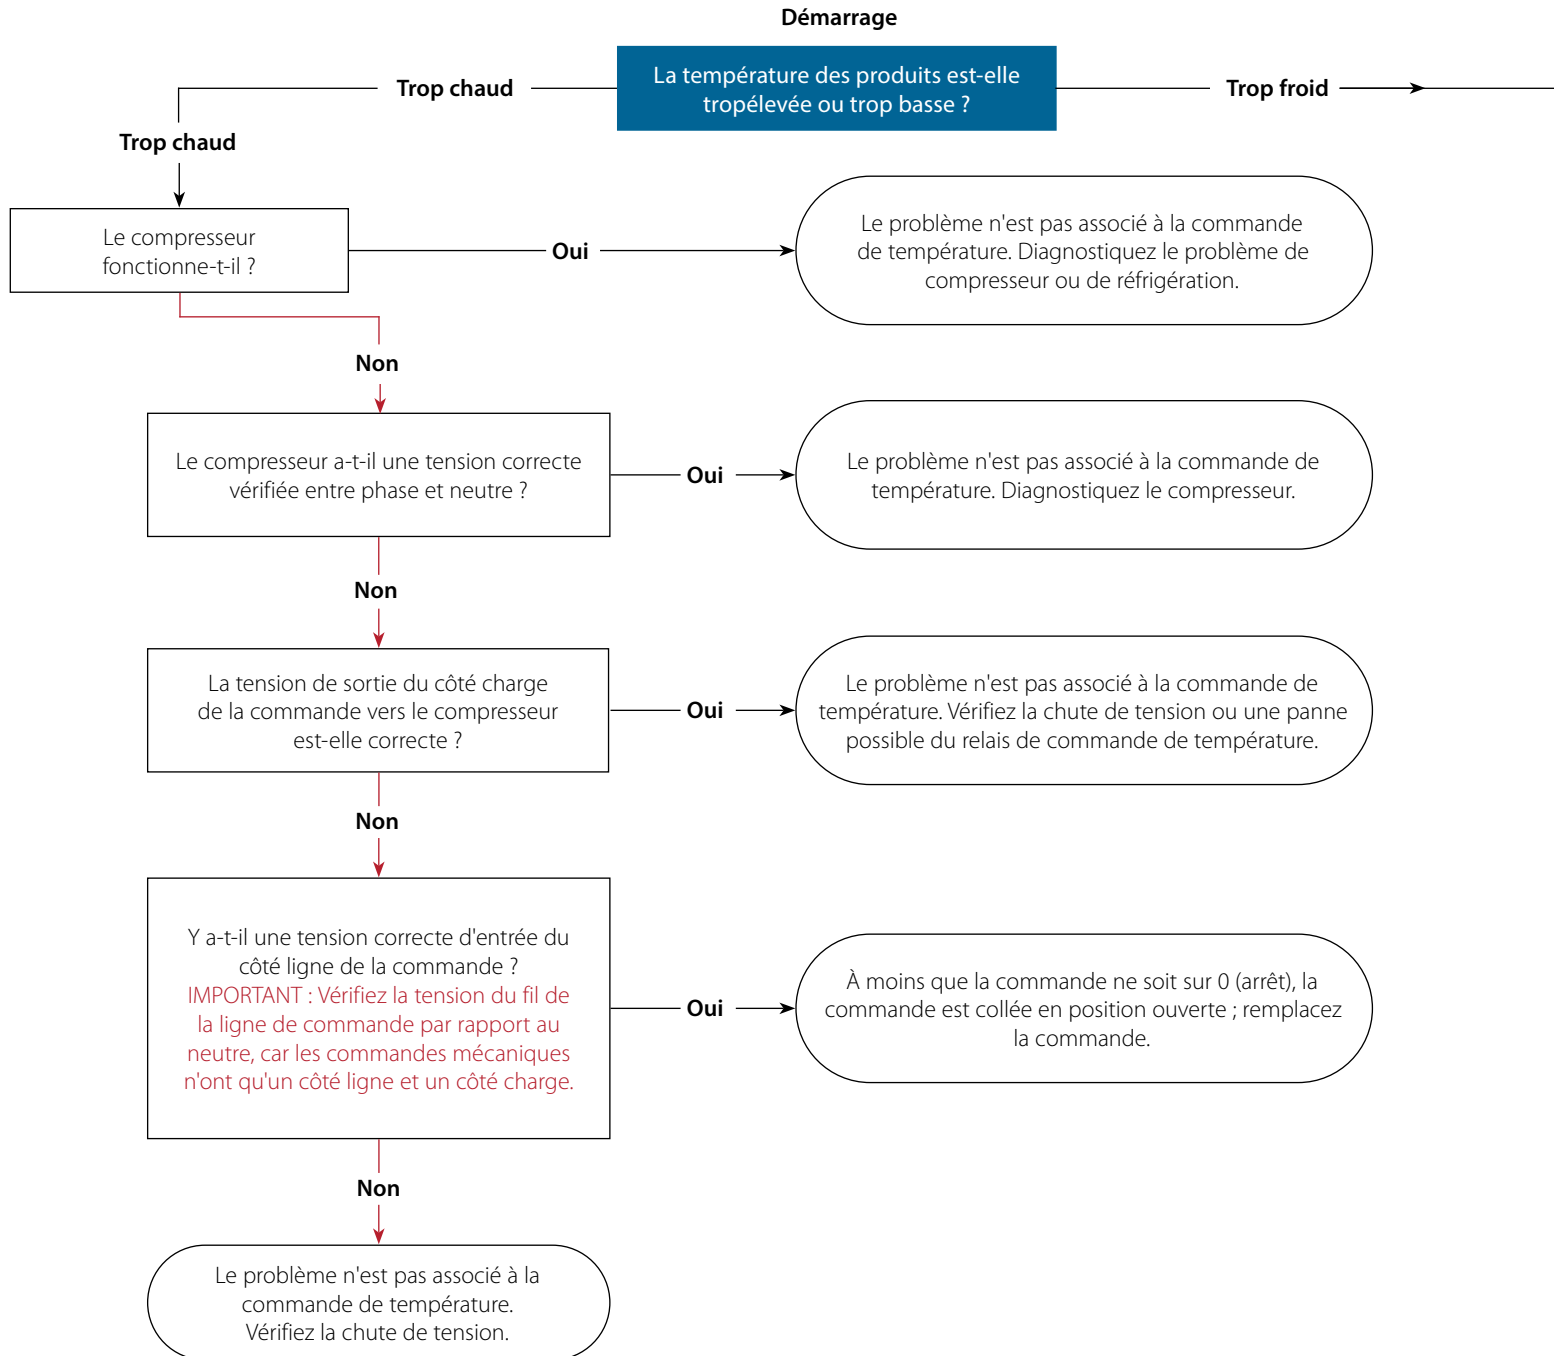 Démarrage
La température des produits est-elle
tropélevée ou trop basse ?
Trop chaud
Trop froid
Trop chaud
Le compresseur
fonctionne-t-il ?
Oui
Le problème n'est pas associé à la commande
de température. Diagnostiquez le problème de
compresseur ou de réfrigération.
Non
Le compresseur a-t-il une tension correcte
vérifiée entre phase et neutre ?
Oui
Le problème n'est pas associé à la commande de
température. Diagnostiquez le compresseur.
Non
La tension de sortie du côté charge
de la commande vers le compresseur
est-elle correcte ?
Oui
Le problème n'est pas associé à la commande de
température. Vérifiez la chute de tension ou une panne
possible du relais de commande de température.
Non
Y a-t-il une tension correcte d'entrée du
côté ligne de la commande ?
IMPORTANT : Vérifiez la tension du fil de
la ligne de commande par rapport au
neutre, car les commandes mécaniques
n'ont qu'un côté ligne et un côté charge.
Oui
À moins que la commande ne soit sur 0 (arrêt), la
commande est collée en position ouverte ; remplacez
la commande.
Non
Le problème n'est pas associé à la
commande de température.
Vérifiez la chute de tension.